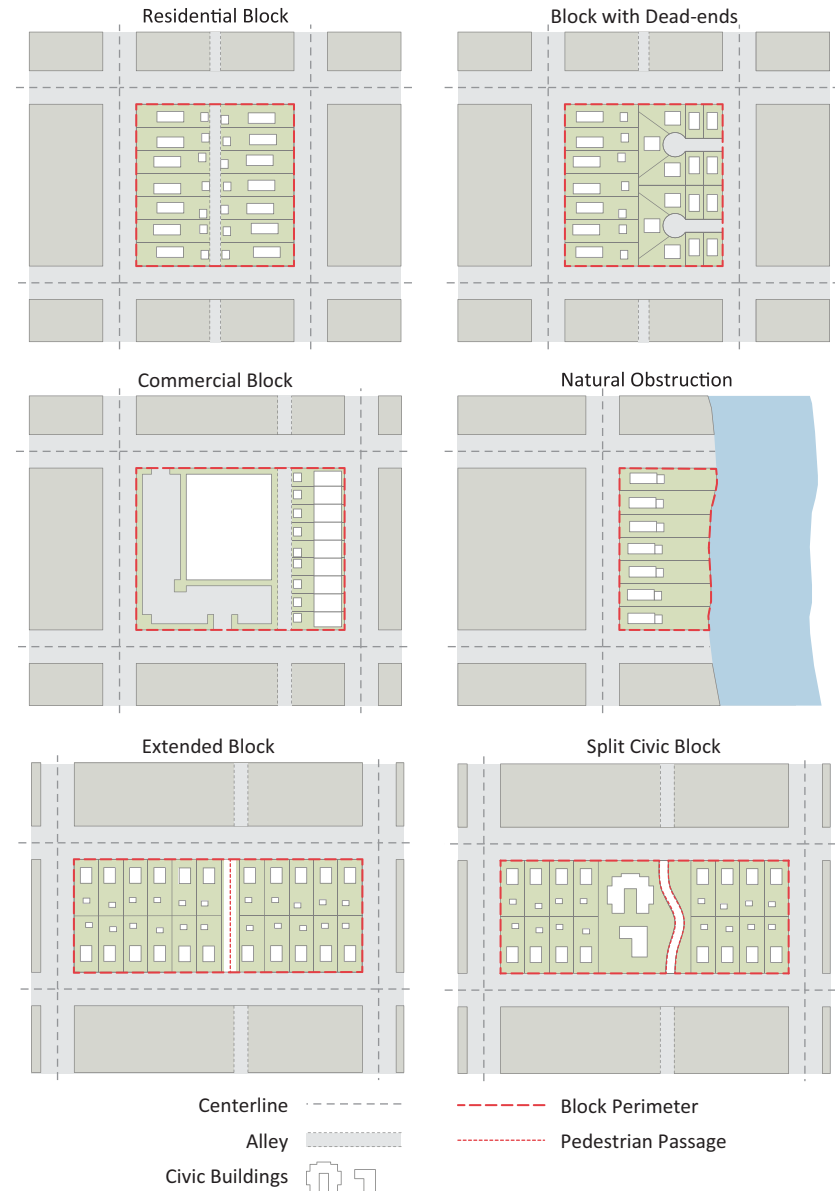 Residential Block
Block with Dead-ends
Commercial Block
Natural Obstruction
Extended Block
Split Civic Block
Centerline
Block Perimeter
Alley
Pedestrian Passage
Civic Buildings